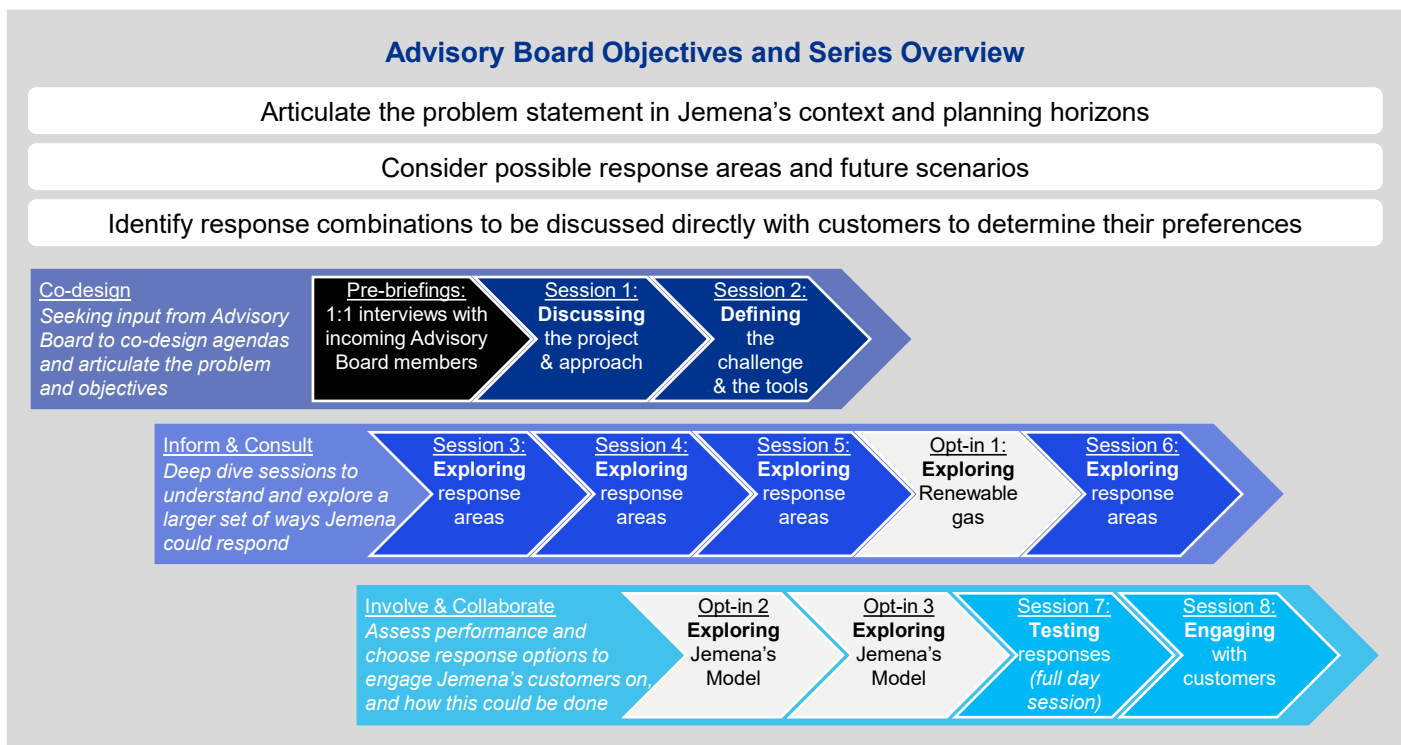 Advisory Board Objectives and Series Overview
Articulate the problem statement in Jemena’s context and planning horizons
Consider possible response areas and future scenarios
Identify response combinations to be discussed directly with customers to determine their preferences
Co-design
Seeking input from Advisory
Board to co-design agendas
and articulate the problem
and objectives
Pre-briefings:
1:1 interviews with
incoming Advisory
Board members
Session 1:
Discussing
the project
& approach
Session 2:
Defining
the
challenge
& the tools
Inform & Consult
Deep dive sessions to
understand and explore a
larger set of ways Jemena
could respond
Session 3:
Exploring
response
areas
Session 4:
Exploring
response
areas
Session 5:
Exploring
response
areas
Opt-in 1:
Exploring
Renewable
gas
Session 6:
Exploring
response
areas
Involve & Collaborate
Assess performance and
choose response options to
engage Jemena’s customers on,
and how this could be done
Opt-in 2
Exploring
Jemena’s
Model
Opt-in 3
Exploring
Jemena’s
Model
Session 7:
Testing
responses
(full day
session)
Session 8:
Engaging
with
customers